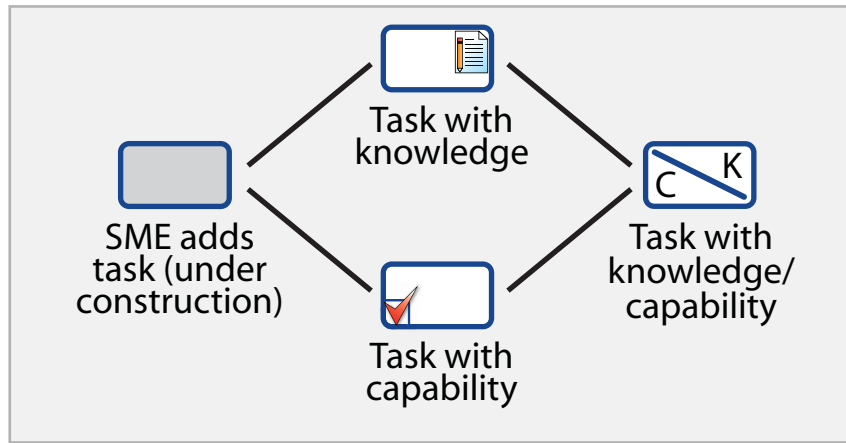 Task with
knowledge
K
C
SME adds
task (under
construction)
Task with
knowledge/
capability
Task with
capability